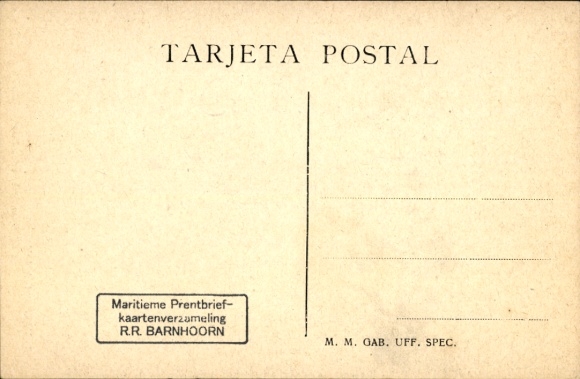 TARJETA POSTAL
Maritieme Prentbrief-
kaartenverzameling
R.R. BARNHOORN
M. M. GAB. UFF. SPEC.